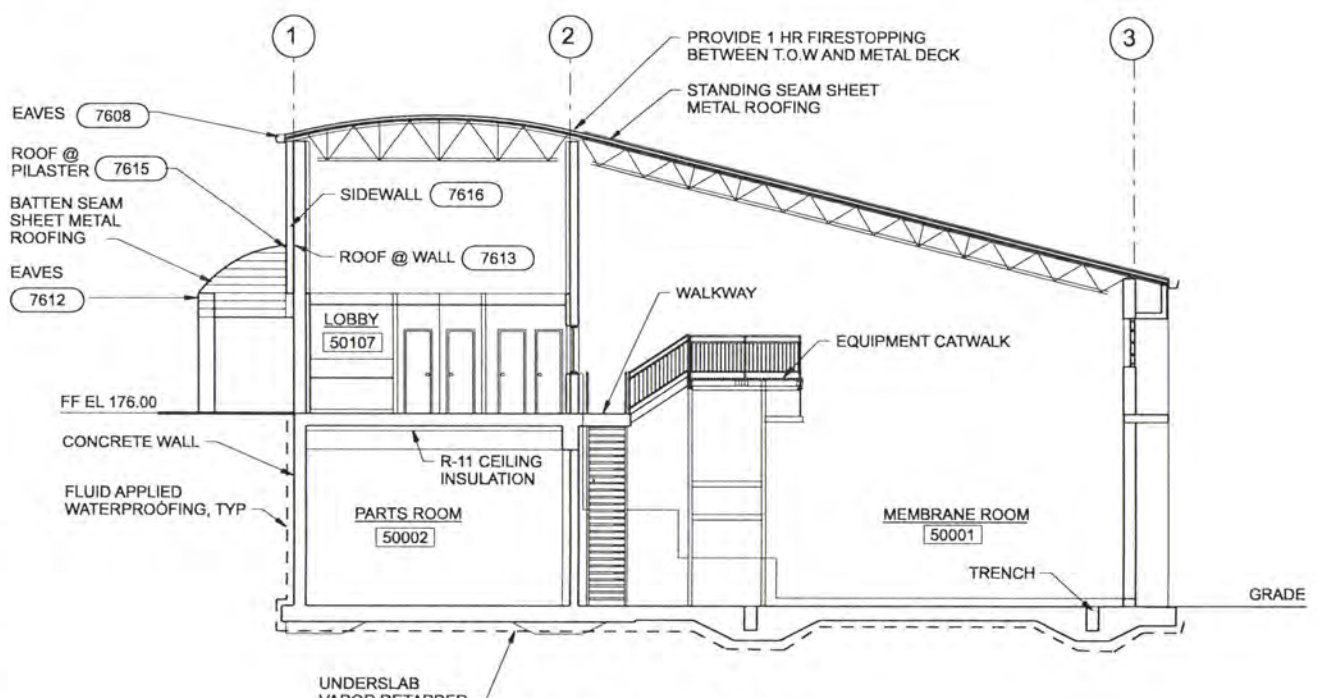 1
2
3
PROVIDE 1 HR FIRESTOPPING
BETWEEN T.O.W AND METAL DECK
STANDING SEAM SHEET
METAL ROOFING
EAVES 7608
ROOF @
PILASTER 7615
BATTEN SEAM
SHEET METAL
ROOFING
EAVES
7612
SIDEWALL 7616
ROOF @ WALL 7613
LOBBY
50107
WALKWAY
EQUIPMENT CATWALK
FF EL 176.00
CONCRETE WALL
FLUID APPLIED
WATERPROOFING, TYP
R-11 CEILING
INSULATION
PARTS ROOM
50002
MEMBRANE ROOM
50001
TRENCH
GRADE
UNDERSLAB
VAPOR RETARDER